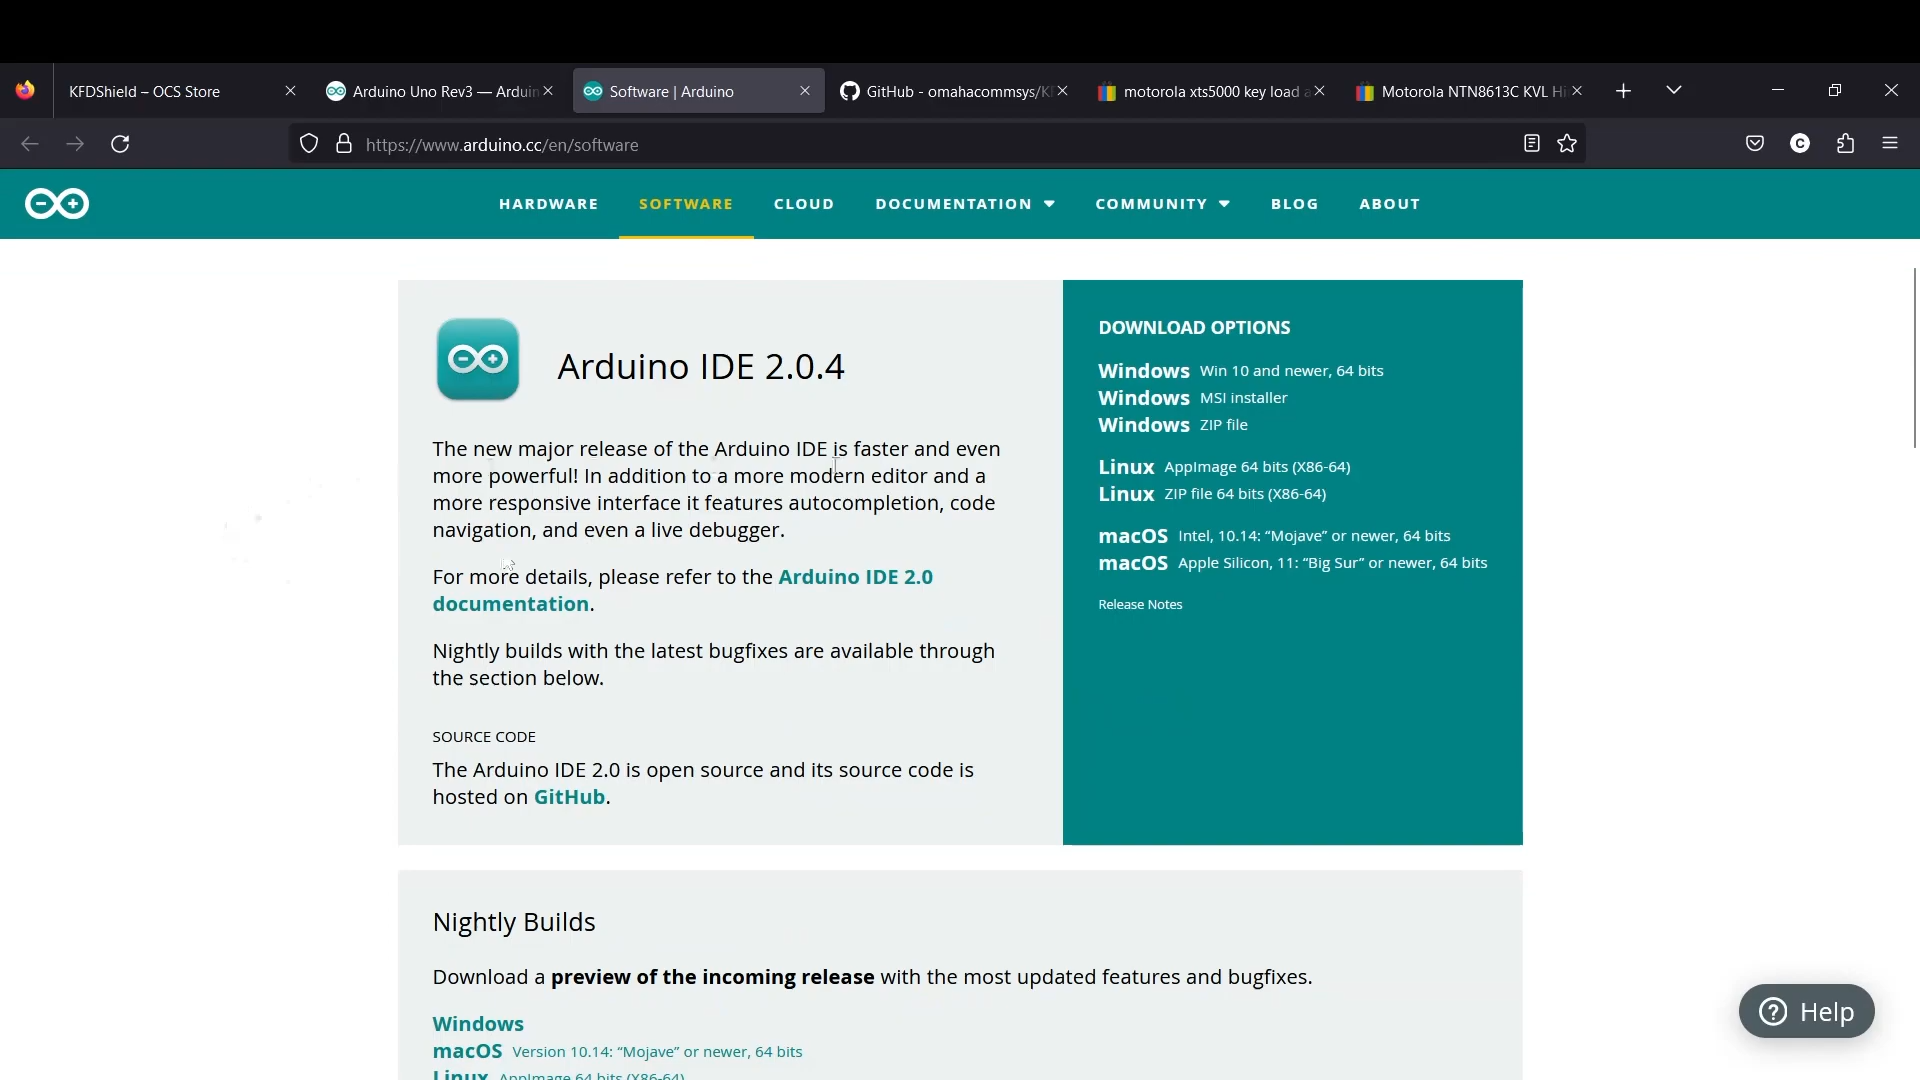 KFDShield – OCS Store
Arduino Uno Rev3 — Arduin
Software | Arduino
GitHub - omahacommsys/K
motorola xts5000 key load a
Motorola NTN8613C KVL Hi
https://www.arduino.cc/en/software
C
HARDWARE SOFTWARE CLOUD DOCUMENTATION COMMUNITY BLOG ABOUT
Arduino IDE 2.0.4
The new major release of the Arduino IDE is faster and even
more powerful! In addition to a more modern editor and a
more responsive interface it features autocompletion, code
navigation, and even a live debugger.
For more details, please refer to the Arduino IDE 2.0
documentation.
Nightly builds with the latest bugfixes are available through
the section below.
SOURCE CODE
The Arduino IDE 2.0 is open source and its source code is
hosted on GitHub.
DOWNLOAD OPTIONS
Windows Win 10 and newer, 64 bits
Windows MSI installer
Windows ZIP file
Linux AppImage 64 bits (X86-64)
Linux ZIP file 64 bits (X86-64)
macOS Intel, 10.14: “Mojave” or newer, 64 bits
macOS Apple Silicon, 11: “Big Sur” or newer, 64 bits
Release Notes
Nightly Builds
Download a preview of the incoming release with the most updated features and bugfixes.
Windows
macOS Version 10.14: “Mojave” or newer, 64 bits
Linux AppImage 64 bits (X86-64)
Help